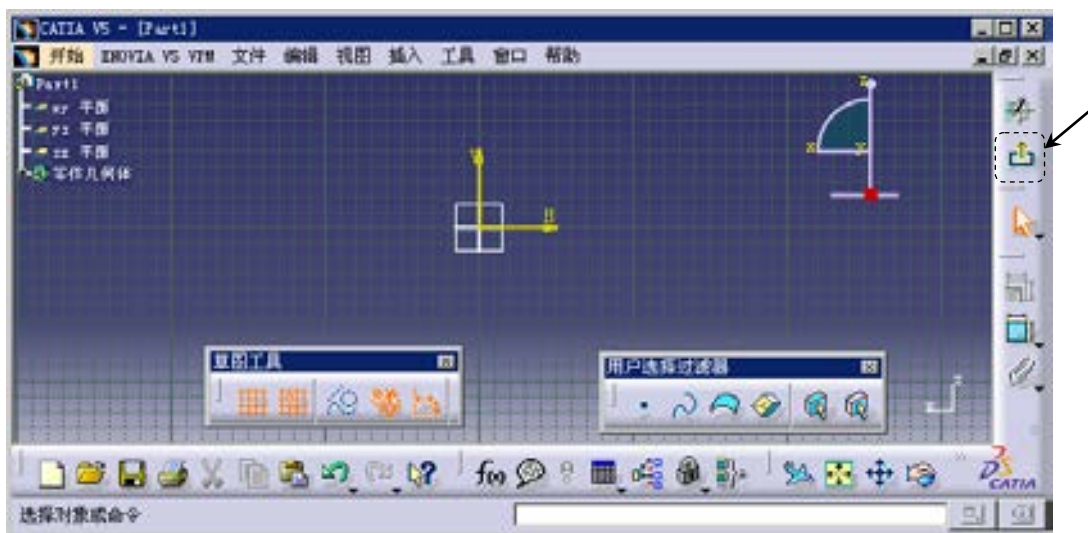 CATIA V5 - [Part1]
开始 ENOVIA V5 VPM 文件 编辑 视图 插入 工具 窗口 帮助
Part1
xy 平面
yz 平面
zx 平面
零件几何体
V
H
z
x
y
草图工具
用户选择过滤器
f(x)
CATIA
选择对象或命令